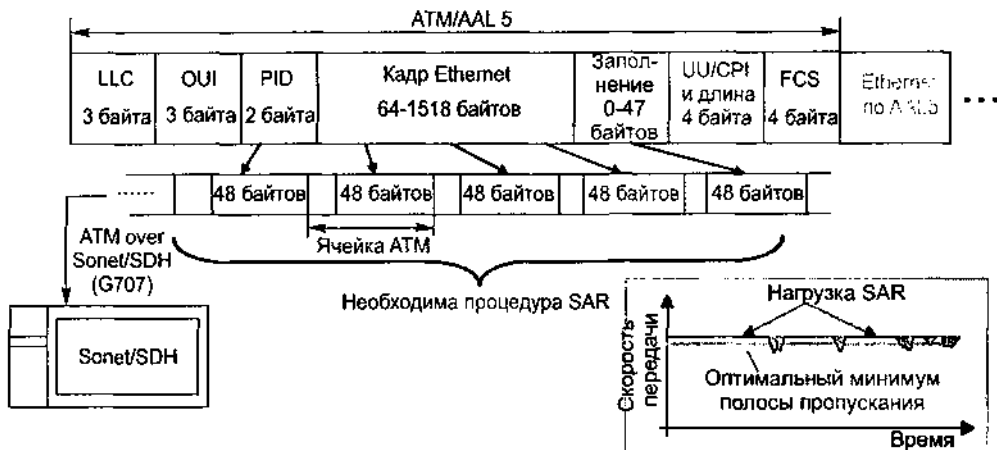 ATM/AAL 5
LLC
3 байта
OUI
3 байта
PID
2 байта
Кадр Ethernet
64-1518 байтов
Запол-
нение
0-47
байтов
UU/CPI
и длина
4 байта
FCS
4 байта
Ethernet
по AAL5
48 байтов
48 байтов
48 байтов
48 байтов
48 байтов
Ячейка ATM
ATM over
Sonet/SDH
(G707)
Необходима процедура SAR
Sonet/SDH
Нагрузка SAR
Скорость
передачи
Оптимальный минимум
полосы пропускания
Время